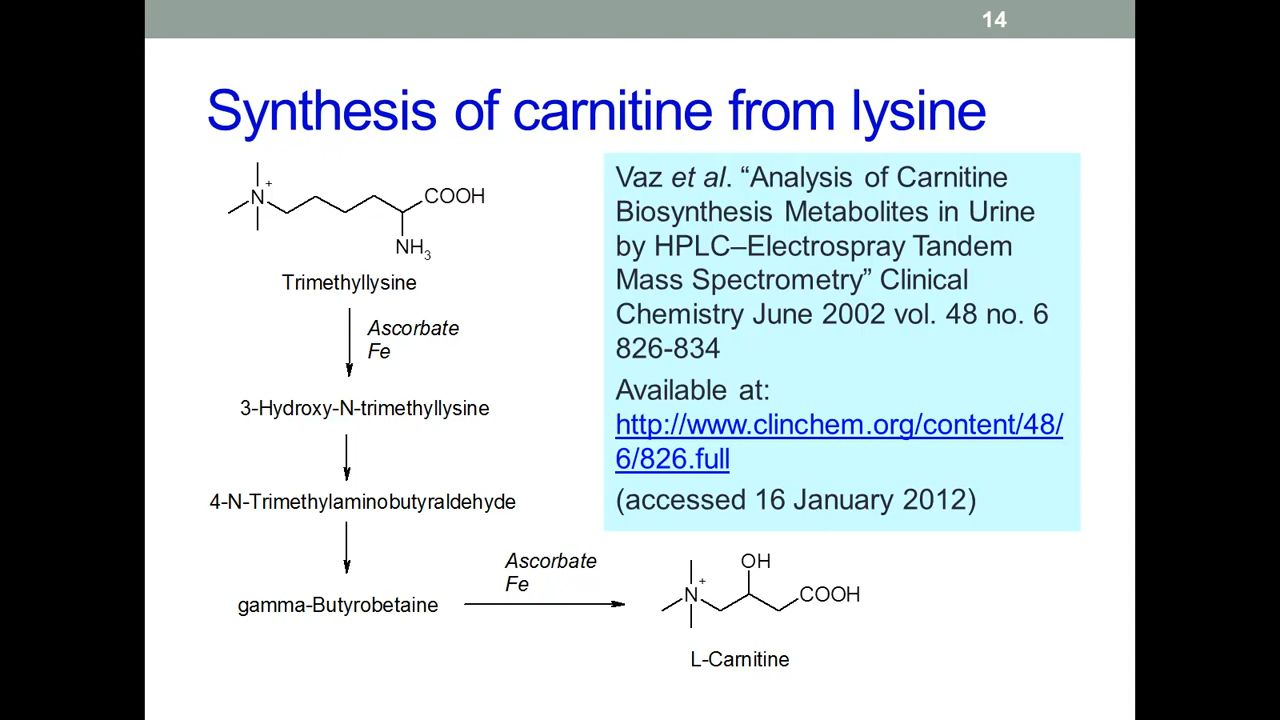 14
Synthesis of carnitine from lysine
N+
COOH
NH3
Trimethyllysine
Ascorbate
Fe
3-Hydroxy-N-trimethyllysine
4-N-Trimethylaminobutyraldehyde
gamma-Butyrobetaine
Ascorbate
Fe
OH
N+
COOH
L-Carnitine
Vaz et al. “Analysis of Carnitine
Biosynthesis Metabolites in Urine
by HPLC–Electrospray Tandem
Mass Spectrometry” Clinical
Chemistry June 2002 vol. 48 no. 6
826-834
Available at:
http://www.clinchem.org/content/48/
6/826.full
(accessed 16 January 2012)